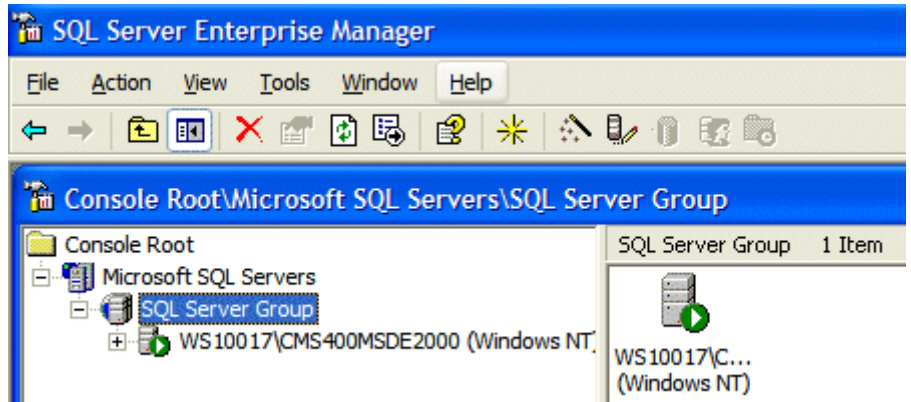 SQL Server Enterprise Manager
File Action View Tools Window Help
Console Root\Microsoft SQL Servers\SQL Server Group
Console Root
Microsoft SQL Servers
SQL Server Group
WS10017\CMS400MSDE2000 (Windows NT)
SQL Server Group 1 Item
WS10017\C...
(Windows NT)